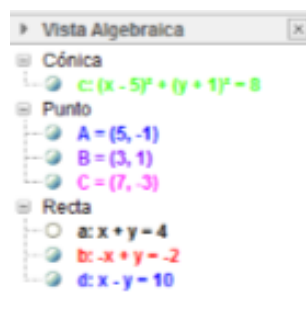 Vista Algebraica
Cónica
c: (x - 5)² + (y + 1)² = 8
Punto
A = (5, -1)
B = (3, 1)
C = (7, -3)
Recta
a: x + y = 4
b: -x + y = -2
d: x - y = 10